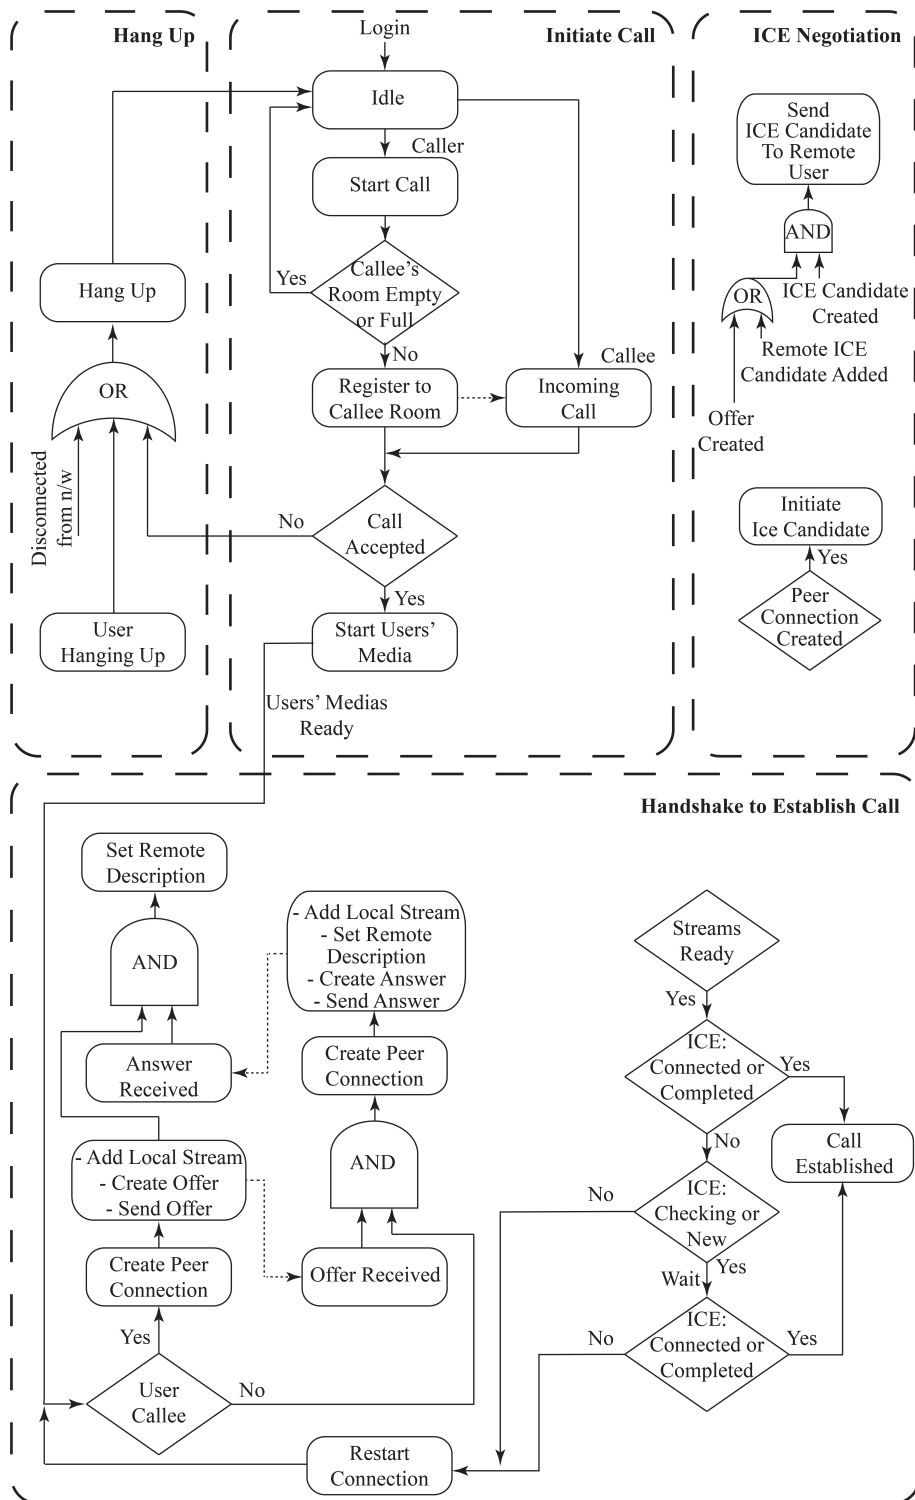 Hang Up
Login
Initiate Call
ICE Negotiation
Idle
Caller
Start Call
Yes
Callee's
Room Empty
or Full
No
Callee
Register to
Callee Room
Incoming
Call
Hang Up
OR
Disconnected
from n/w
No
Call
Accepted
Yes
User
Hanging Up
Start Users'
Media
Users' Medias
Ready
Send
ICE Candidate
To Remote
User
AND
ICE Candidate
Created
OR
Remote ICE
Candidate Added
Offer
Created
Initiate
Ice Candidate
Yes
Peer
Connection
Created
Handshake to Establish Call
Set Remote
Description
AND
Answer
Received
- Add Local Stream
- Set Remote
Description
- Create Answer
- Send Answer
Create Peer
Connection
AND
- Add Local Stream
- Create Offer
- Send Offer
Create Peer
Connection
Offer Received
Yes
User
Callee
No
Restart
Connection
Streams
Ready
Yes
ICE:
Connected or
Completed
Yes
No
Call
Established
No
ICE:
Checking or
New
Wait
Yes
No
ICE:
Connected or
Completed
Yes